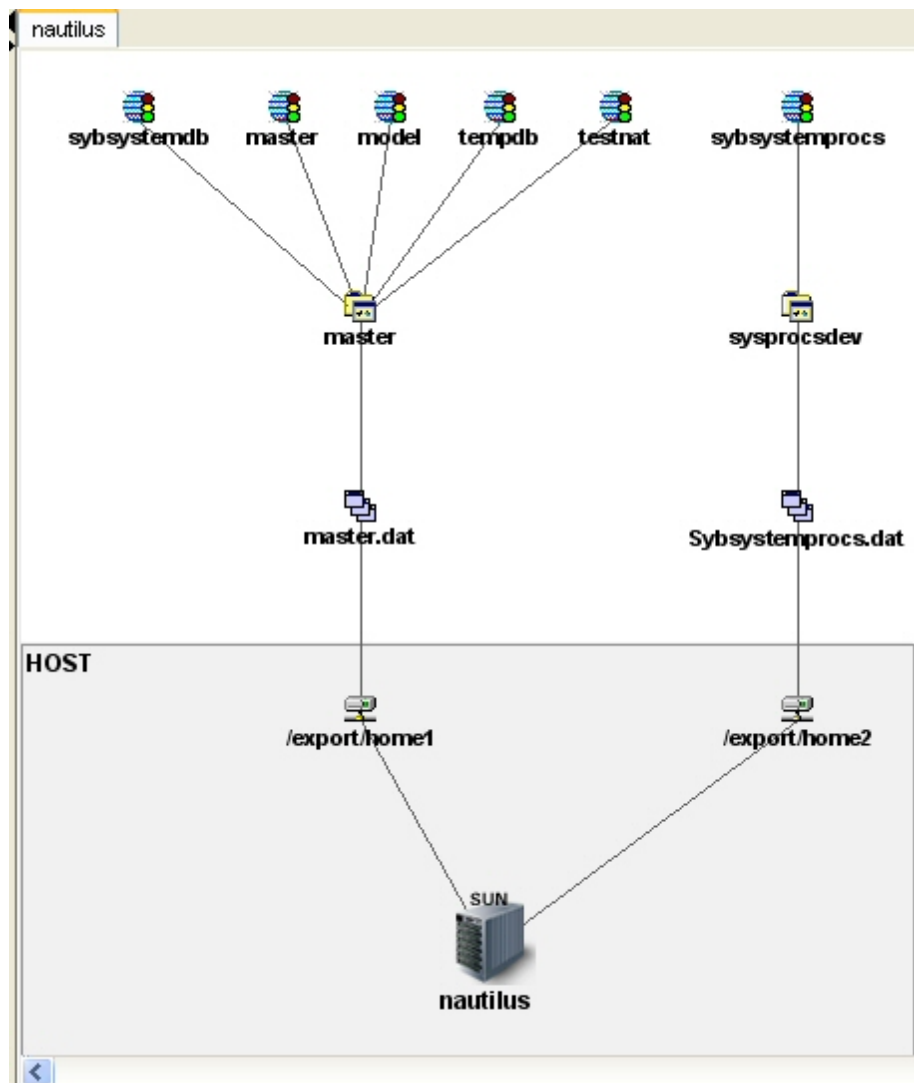 nautilus
sybsystemdb master model tempdb testnat sybsystemprocs
master sysprocsdev
master.dat Sybsystemprocs.dat
HOST
/export/home1 /export/home2
SUN
nautilus